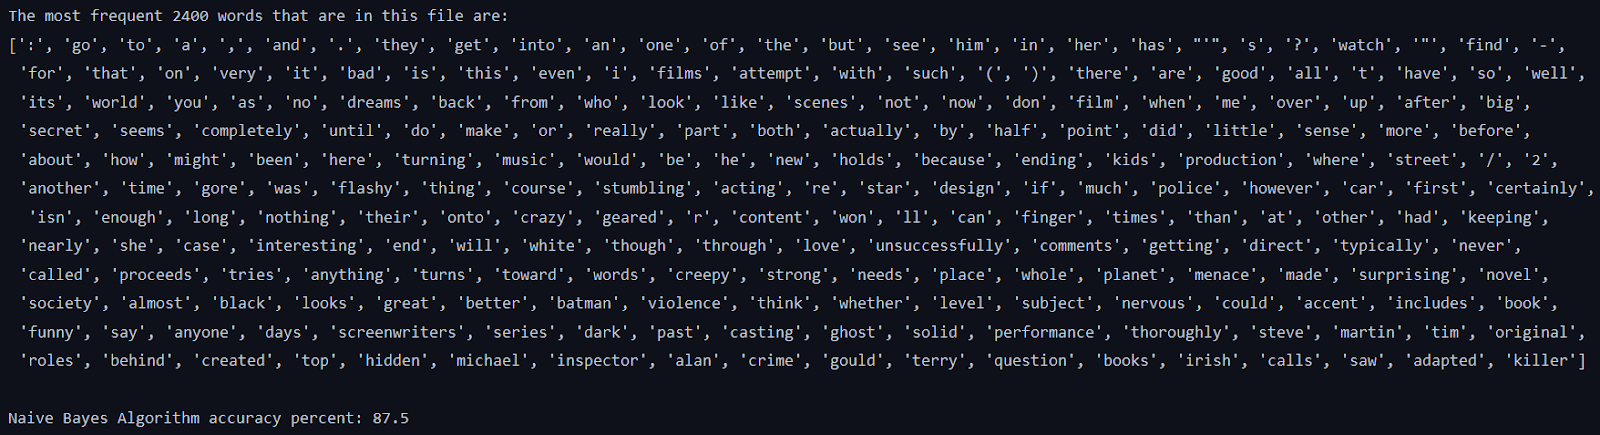 The most frequent 2400 words that are in this file are:
[':', 'go', 'to', 'a', ',', 'and', '.', 'they', 'get', 'into', 'an', 'one', 'of', 'the', 'but', 'see', 'him', 'in', 'her', 'has', "'", 's', '?', 'watch', '"', 'find', '-',
'for', 'that', 'on', 'very', 'it', 'bad', 'is', 'this', 'even', 'i', 'films', 'attempt', 'with', 'such', '(', ')', 'there', 'are', 'good', 'all', 't', 'have', 'so', 'well',
'its', 'world', 'you', 'as', 'no', 'dreams', 'back', 'from', 'who', 'look', 'like', 'scenes', 'not', 'now', 'don', 'film', 'when', 'me', 'over', 'up', 'after', 'big',
'secret', 'seems', 'completely', 'until', 'do', 'make', 'or', 'really', 'part', 'both', 'actually', 'by', 'half', 'point', 'did', 'little', 'sense', 'more', 'before',
'about', 'how', 'might', 'been', 'here', 'turning', 'music', 'would', 'be', 'he', 'new', 'holds', 'because', 'ending', 'kids', 'production', 'where', 'street', '/', '2',
'another', 'time', 'gore', 'was', 'flashy', 'thing', 'course', 'stumbling', 'acting', 're', 'star', 'design', 'if', 'much', 'police', 'however', 'car', 'first', 'certainly',
'isn', 'enough', 'long', 'nothing', 'their', 'onto', 'crazy', 'geared', 'r', 'content', 'won', 'll', 'can', 'finger', 'times', 'than', 'at', 'other', 'had', 'keeping',
'nearly', 'she', 'case', 'interesting', 'end', 'will', 'white', 'though', 'through', 'love', 'unsuccessfully', 'comments', 'getting', 'direct', 'typically', 'never',
'called', 'proceeds', 'tries', 'anything', 'turns', 'toward', 'words', 'creepy', 'strong', 'needs', 'place', 'whole', 'planet', 'menace', 'made', 'surprising', 'novel',
'society', 'almost', 'black', 'looks', 'great', 'better', 'batman', 'violence', 'think', 'whether', 'level', 'subject', 'nervous', 'could', 'accent', 'includes', 'book',
'funny', 'say', 'anyone', 'days', 'screenwriters', 'series', 'dark', 'past', 'casting', 'ghost', 'solid', 'performance', 'thoroughly', 'steve', 'martin', 'tim', 'original',
'roles', 'behind', 'created', 'top', 'hidden', 'michael', 'inspector', 'alan', 'crime', 'gould', 'terry', 'question', 'books', 'irish', 'calls', 'saw', 'adapted', 'killer']
Naive Bayes Algorithm accuracy percent: 87.5